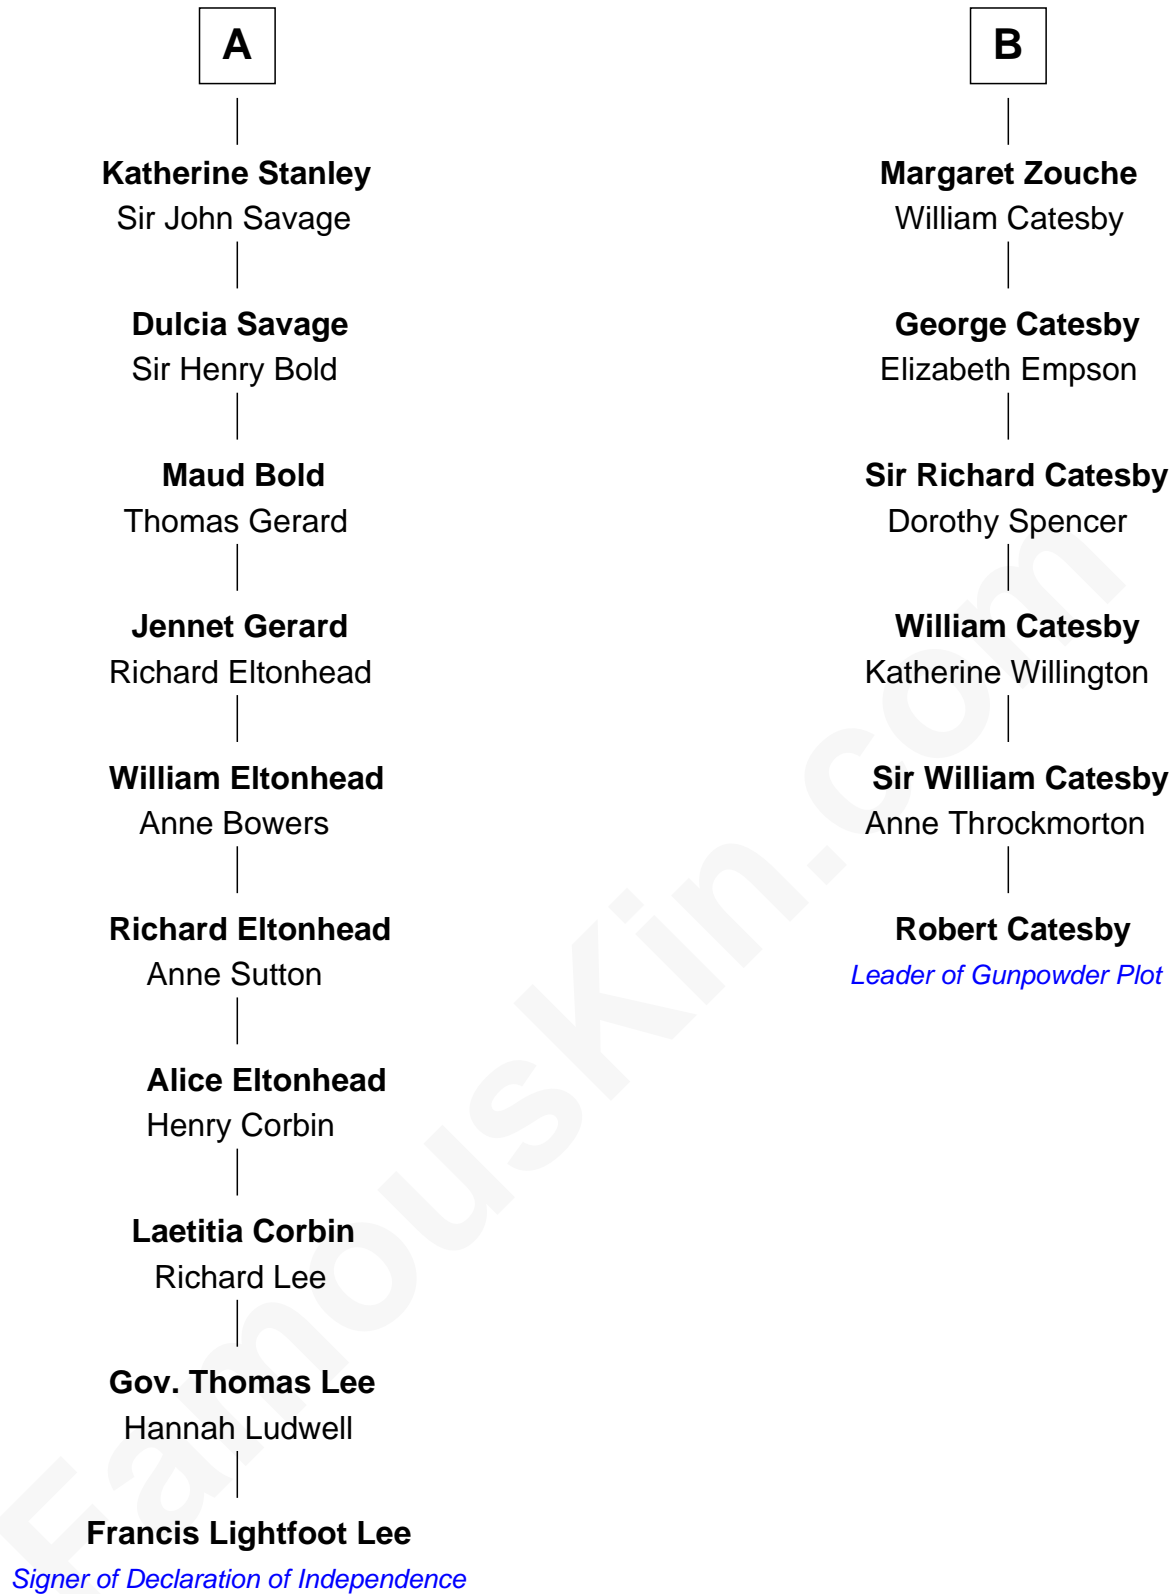 A
Katherine Stanley
Sir John Savage
Dulcia Savage
Sir Henry Bold
Maud Bold
Thomas Gerard
Jennet Gerard
Richard Eltonhead
William Eltonhead
Anne Bowers
Richard Eltonhead
Anne Sutton
Alice Eltonhead
Henry Corbin
Laetitia Corbin
Richard Lee
Gov. Thomas Lee
Hannah Ludwell
Francis Lightfoot Lee
Signer of Declaration of Independence
B
Margaret Zouche
William Catesby
George Catesby
Elizabeth Empson
Sir Richard Catesby
Dorothy Spencer
William Catesby
Katherine Willington
Sir William Catesby
Anne Throckmorton
Robert Catesby
Leader of Gunpowder Plot
FamousKin.com